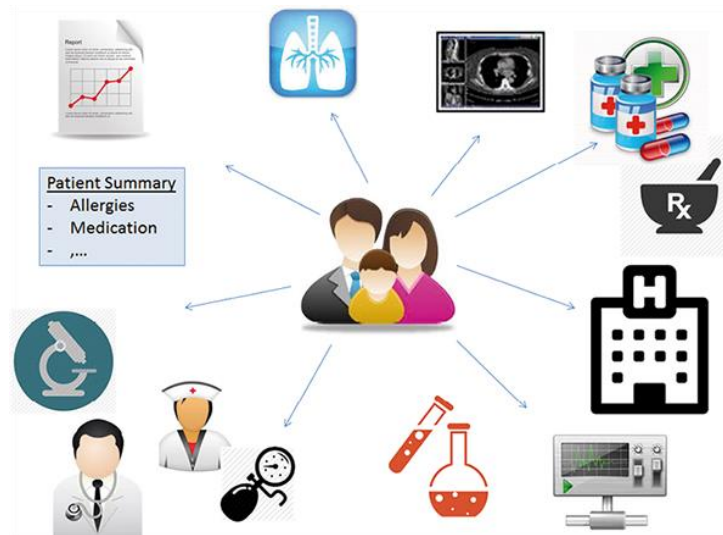 Report
Patient Summary
- Allergies
- Medication
- ,...
Rx
H